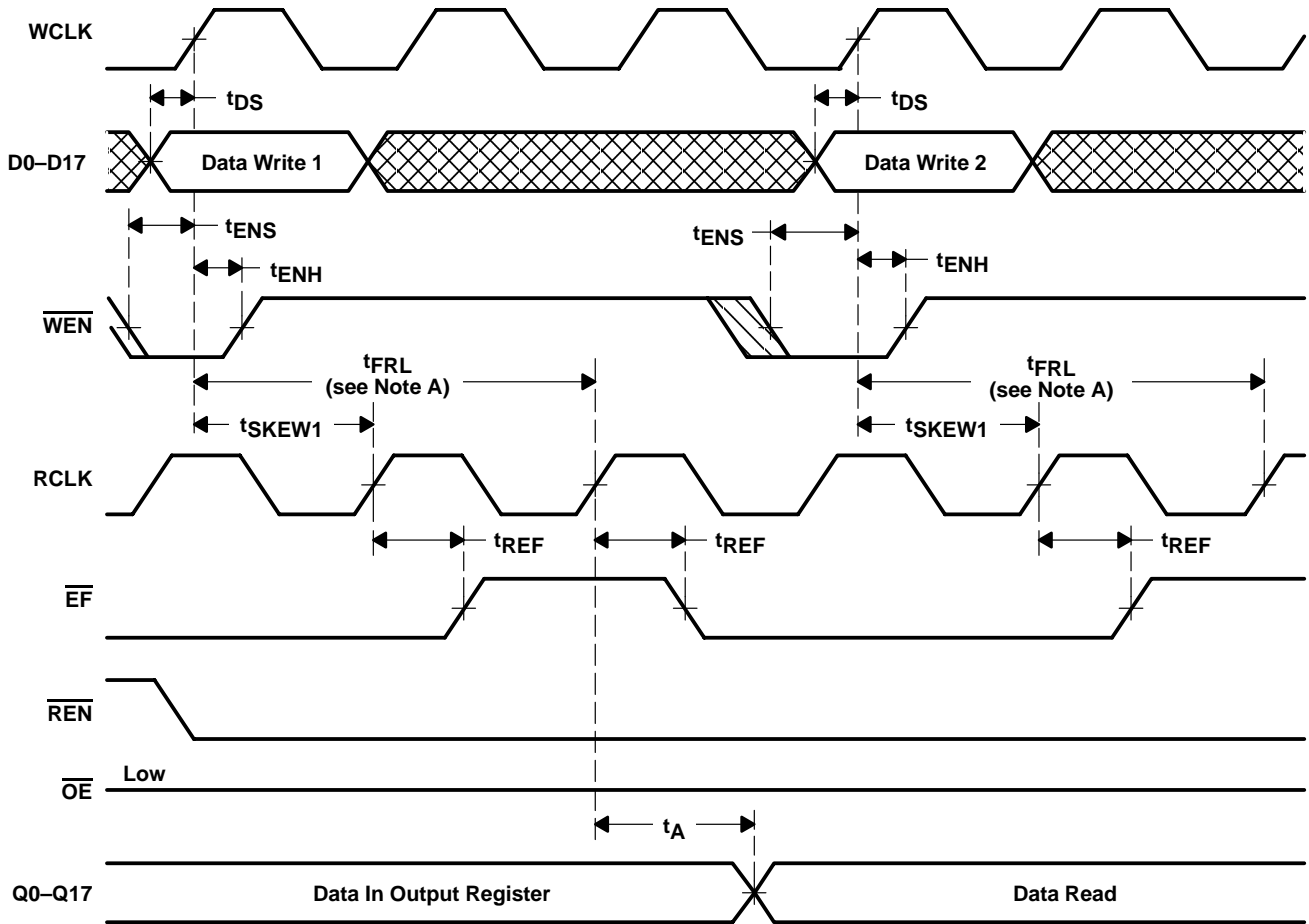 WCLK
tDS
tDS
D0–D17
Data Write 1
Data Write 2
tENS
tENS
tENH
tENH
WEN
tFRL
(see Note A)
tFRL
(see Note A)
tSKEW1
tSKEW1
RCLK
tREF
tREF
tREF
EF
REN
Low
OE
tA
Q0–Q17
Data In Output Register
Data Read